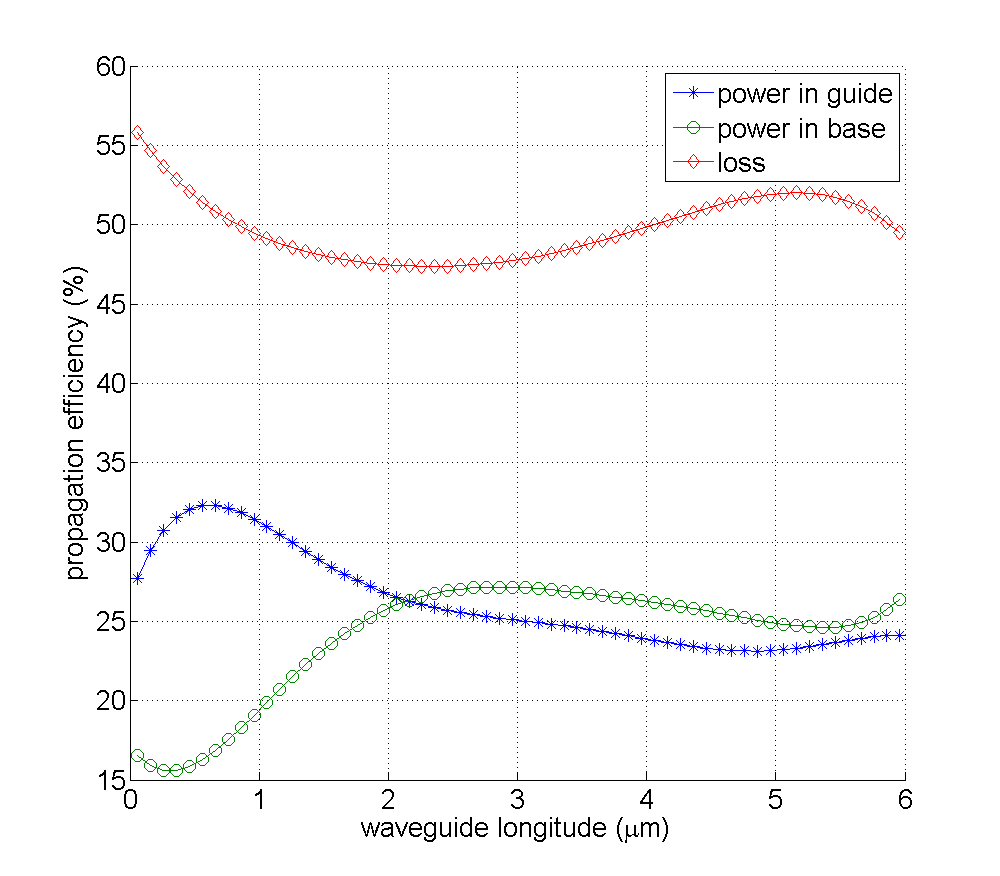 60
55
50
45
40
35
30
25
20
15
0 1 2 3 4 5 6
propagation efficiency (%)
waveguide longitude (μm)
power in guide
power in base
loss